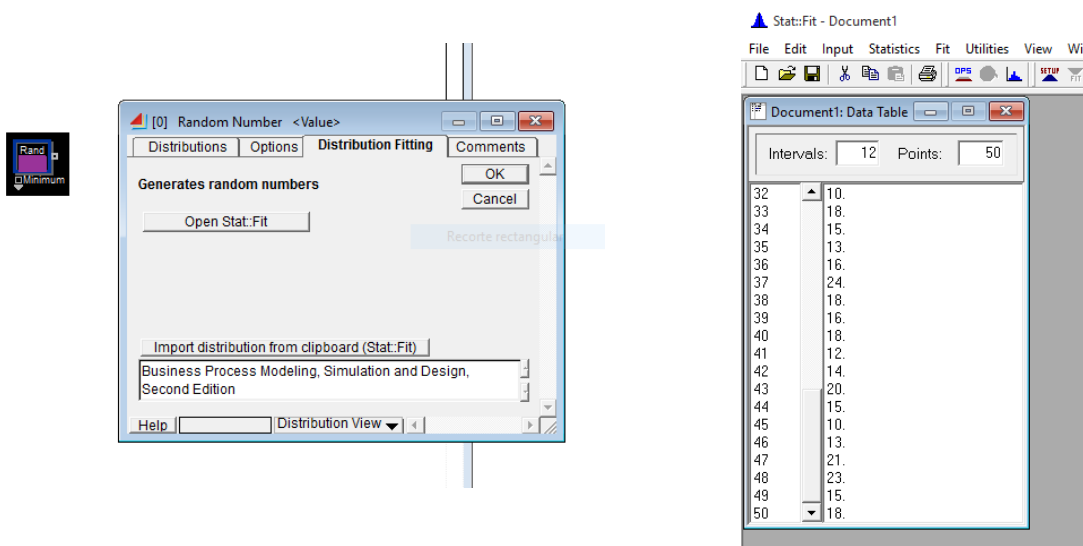 Rand
Minimum
[0] Random Number <Value>
Distributions Options Distribution Fitting Comments
Generates random numbers
OK
Cancel
Open Stat::Fit
Recorte rectangular
Import distribution from clipboard (Stat::Fit)
Business Process Modeling, Simulation and Design,
Second Edition
Help Distribution View
Stat::Fit - Document1
File Edit Input Statistics Fit Utilities View Wi
OPS SETUP FIT
Document1: Data Table
Intervals: 12 Points: 50
32 10.
33 18.
34 15.
35 13.
36 16.
37 24.
38 18.
39 16.
40 18.
41 12.
42 14.
43 20.
44 15.
45 10.
46 13.
47 21.
48 23.
49 15.
50 18.